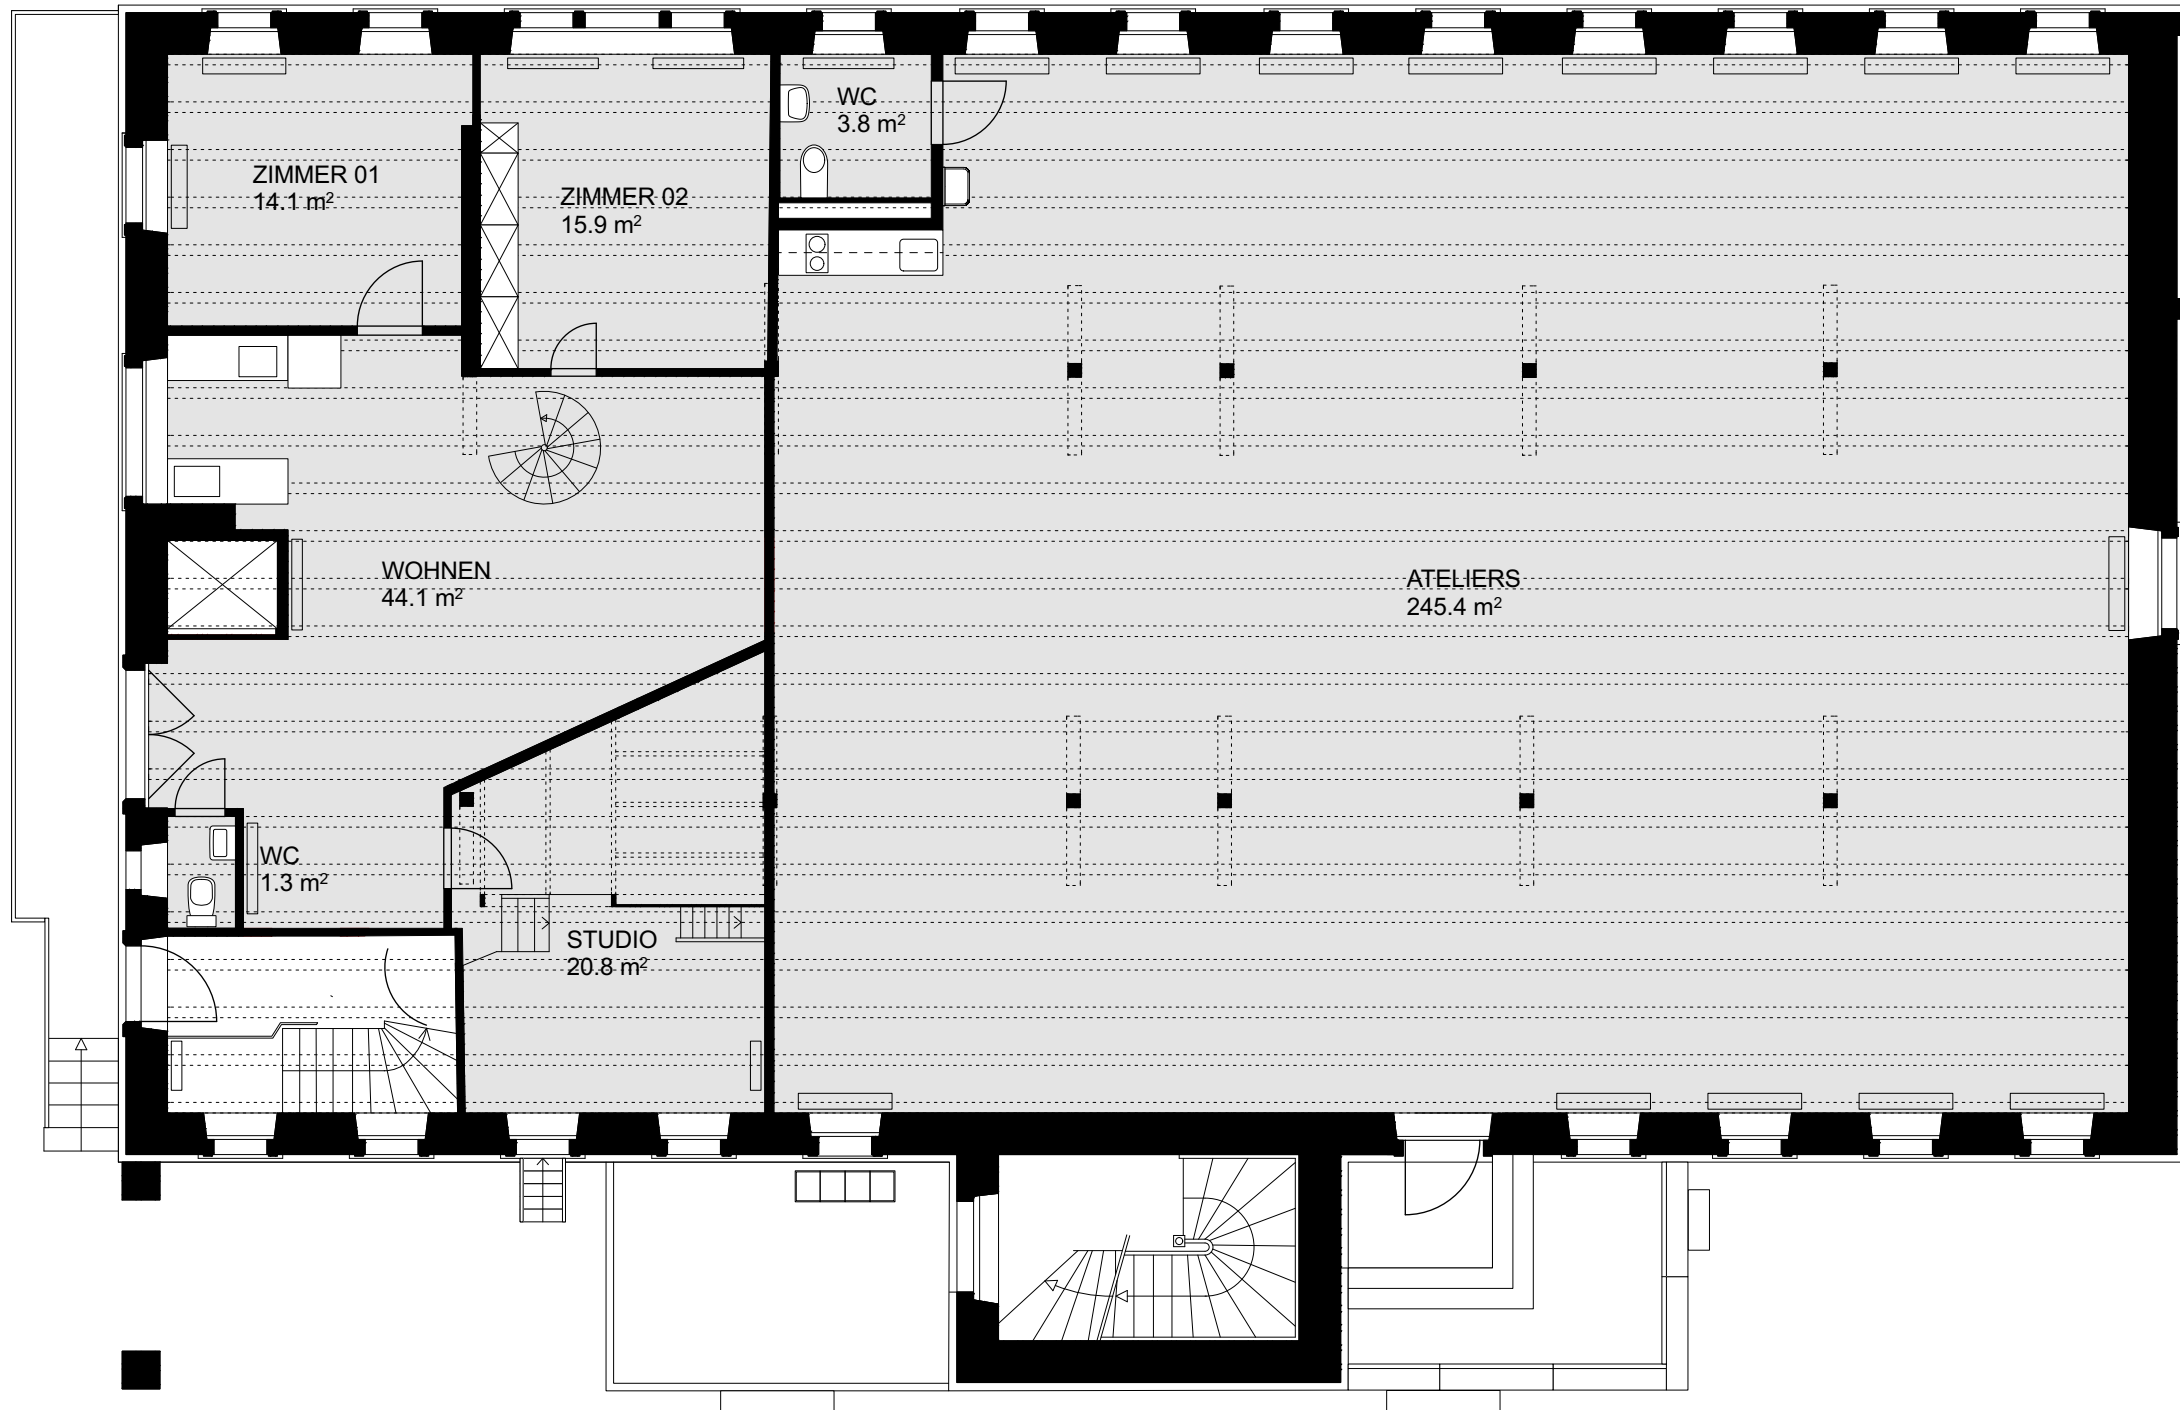 WC
3.8 m²
ZIMMER 01
14.1 m²
ZIMMER 02
15.9 m²
WOHNEN
44.1 m²
ATELIERS
245.4 m²
WC
1.3 m²
STUDIO
20.8 m²